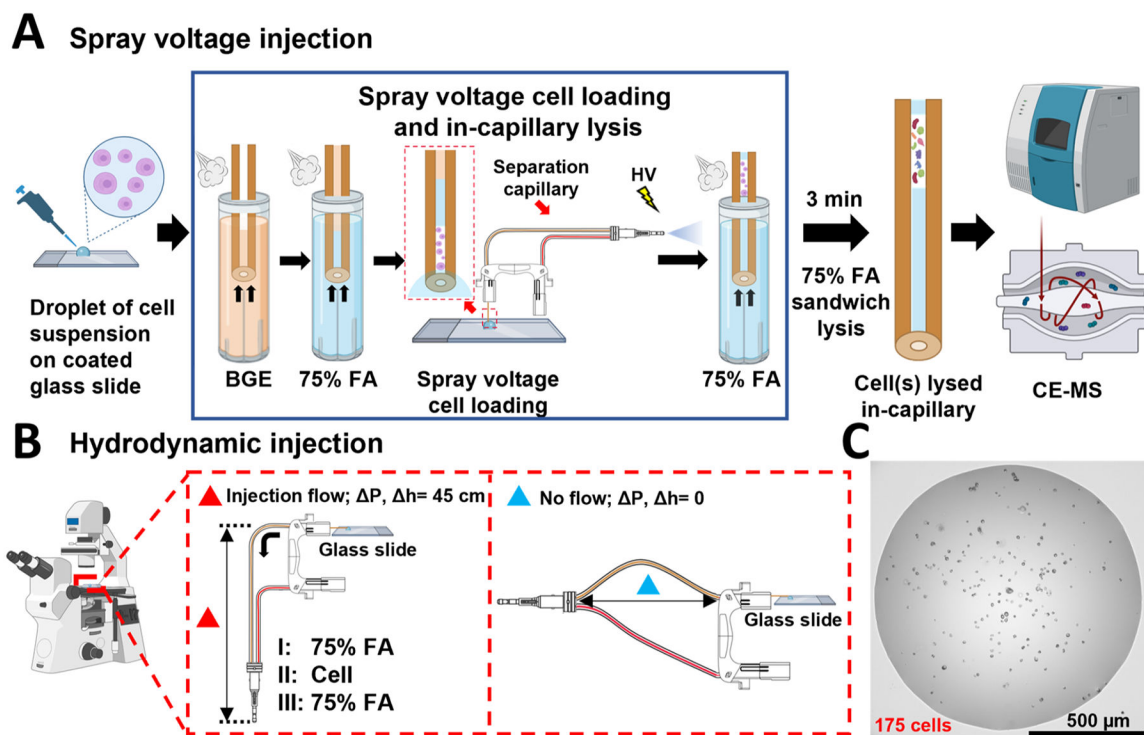 A Spray voltage injection
Spray voltage cell loading
and in-capillary lysis
Separation
capillary
HV
3 min
75% FA
sandwich
lysis
Droplet of cell
suspension
on coated
glass slide
BGE
75% FA
Spray voltage
cell loading
75% FA
Cell(s) lysed
in-capillary
CE-MS
B Hydrodynamic injection
Injection flow; ΔP, Δh= 45 cm
Glass slide
I: 75% FA
II: Cell
III: 75% FA
No flow; ΔP, Δh= 0
Glass slide
C
175 cells
500 μm